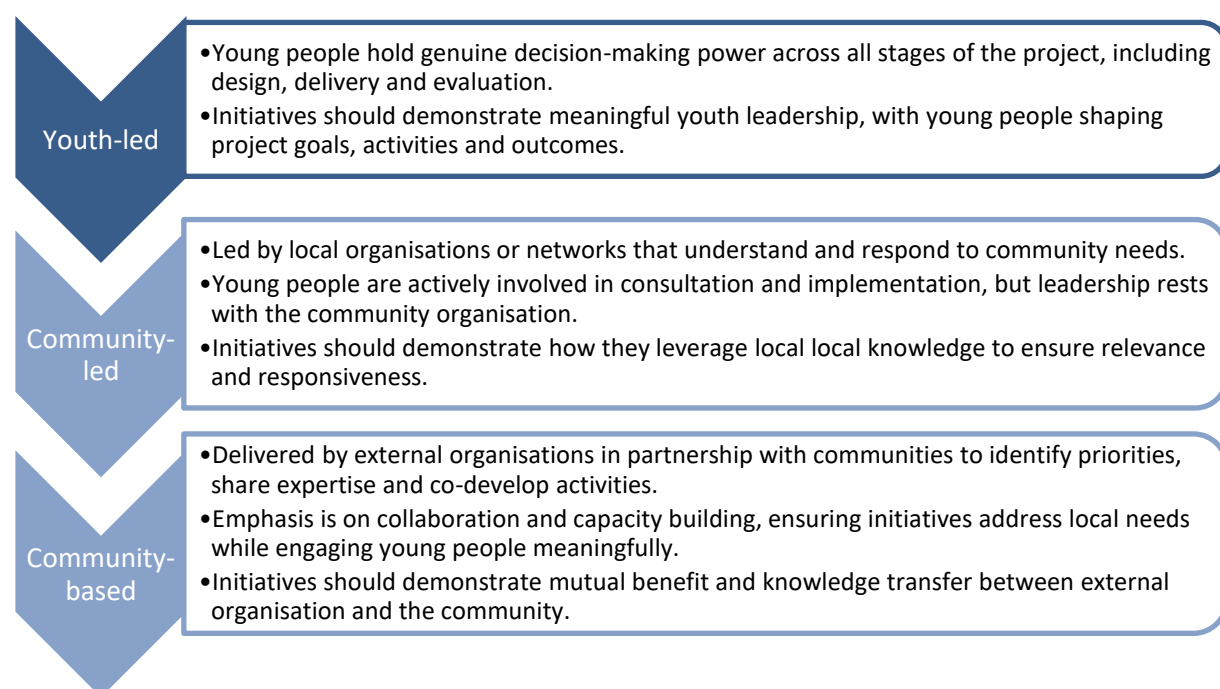 Youth-led
•Young people hold genuine decision-making power across all stages of the project, including
design, delivery and evaluation.
•Initiatives should demonstrate meaningful youth leadership, with young people shaping
project goals, activities and outcomes.
Community-
led
•Led by local organisations or networks that understand and respond to community needs.
•Young people are actively involved in consultation and implementation, but leadership rests
with the community organisation.
•Initiatives should demonstrate how they leverage local local knowledge to ensure relevance
and responsiveness.
Community-
based
•Delivered by external organisations in partnership with communities to identify priorities,
share expertise and co-develop activities.
•Emphasis is on collaboration and capacity building, ensuring initiatives address local needs
while engaging young people meaningfully.
•Initiatives should demonstrate mutual benefit and knowledge transfer between external
organisation and the community.